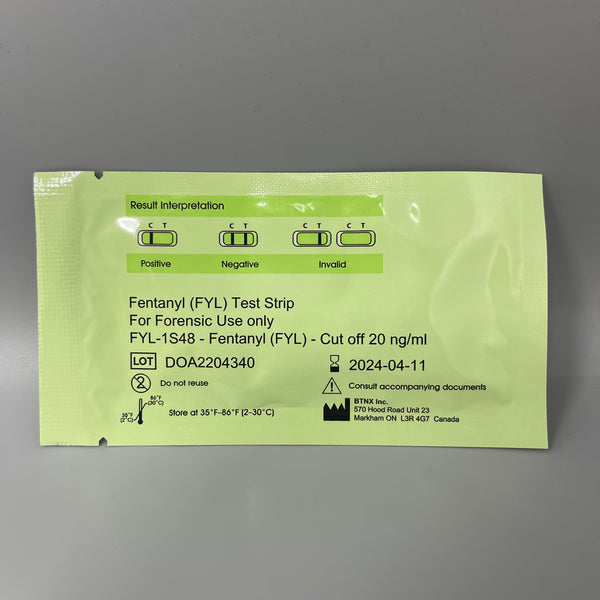 Result Interpretation
C T C T C T C T
Positive Negative Invalid
Fentanyl (FYL) Test Strip
For Forensic Use only
FYL-1S48 - Fentanyl (FYL) - Cut off 20 ng/ml
LOT DOA2204340 2024-04-11
2 Do not reuse ! Consult accompanying documents
86°F
(30°C)
35°F
(2°C)
Store at 35°F-86°F (2-30°C)
BTNX Inc.
570 Hood Road Unit 23
Markham ON L3R 4G7 Canada